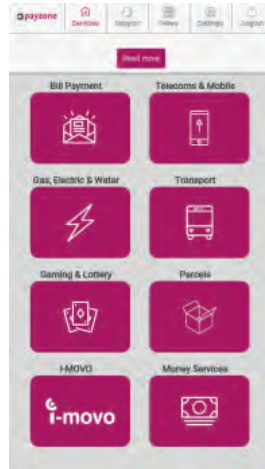 payzone Services Support News Settings Logout
Read more
Bill Payment Telecoms & Mobile
Gas, Electric & Water Transport
Gaming & Lottery Parcels
i-MOVO Money Services
i-movo